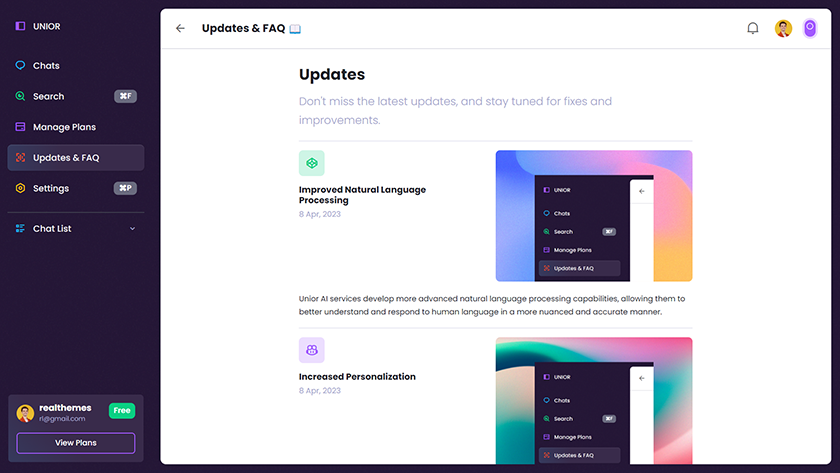 UNIOR
Chats
Search ⌘F
Manage Plans
Updates & FAQ
Settings ⌘P
Chat List
realthemes
rl@gmail.com
Free
View Plans
Updates & FAQ
Updates
Don't miss the latest updates, and stay tuned for fixes and
improvements.
Improved Natural Language
Processing
8 Apr, 2023
UNIOR
Chats
Search ⌘F
Manage Plans
Updates & FAQ
Unior AI services develop more advanced natural language processing capabilities, allowing them to
better understand and respond to human language in a more nuanced and accurate manner.
Increased Personalization
8 Apr, 2023
UNIOR
Chats
Search ⌘F
Manage Plans
Updates & FAQ